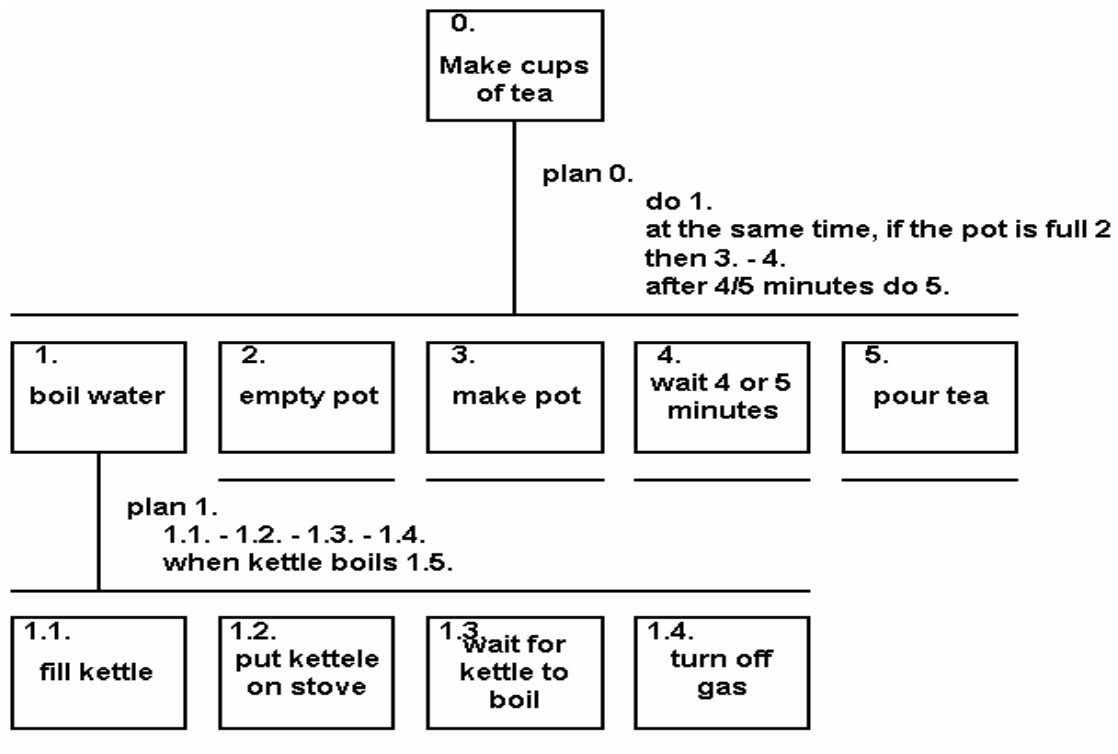 0.
Make cups
of tea
plan 0.
do 1.
at the same time, if the pot is full 2
then 3. - 4.
after 4/5 minutes do 5.
1.
boil water
2.
empty pot
3.
make pot
4.
wait 4 or 5
minutes
5.
pour tea
plan 1.
1.1. - 1.2. - 1.3. - 1.4.
when kettle boils 1.5.
1.1.
fill kettle
1.2.
put kettele
on stove
1.3.
wait for
kettle to
boil
1.4.
turn off
gas